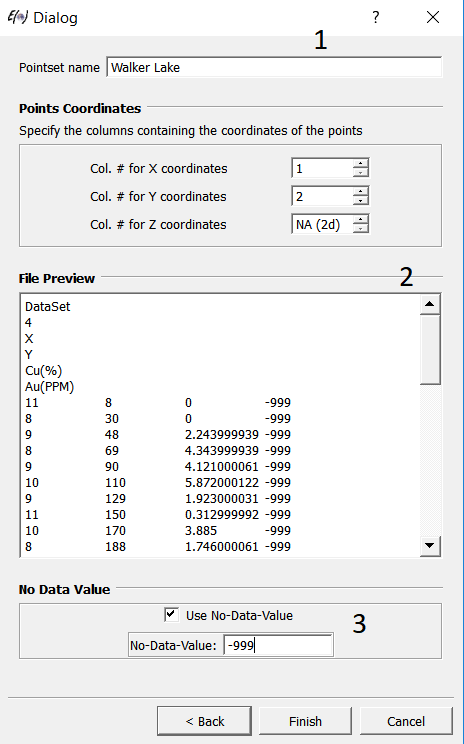 E(∞) Dialog ? ×
1
Pointset name Walker Lake
Points Coordinates
Specify the columns containing the coordinates of the points
Col. # for X coordinates 1
Col. # for Y coordinates 2
Col. # for Z coordinates NA (2d)
File Preview 2
DataSet
4
X
Y
Cu(%)
Au(PPM)
11 8 0 -999
8 30 0 -999
9 48 2.243999939 -999
8 69 4.343999939 -999
9 90 4.121000061 -999
10 110 5.872000122 -999
9 129 1.923000031 -999
11 150 0.312999992 -999
10 170 3.885 -999
8 188 1.746000061 -999
No Data Value
Use No-Data-Value 3
No-Data-Value: -999
< Back Finish Cancel